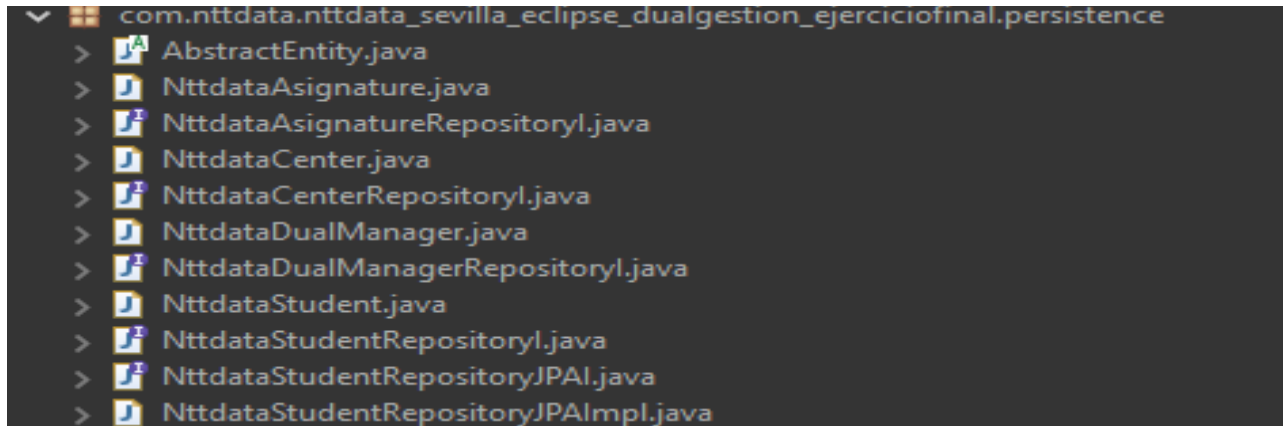 com.nttdata.nttdata_sevilla_eclipse_dualgestion_ejerciciofinal.persistence
AbstractEntity.java
NttdataAsignature.java
NttdataAsignatureRepositoryI.java
NttdataCenter.java
NttdataCenterRepositoryI.java
NttdataDualManager.java
NttdataDualManagerRepositoryI.java
NttdataStudent.java
NttdataStudentRepositoryI.java
NttdataStudentRepositoryJPAI.java
NttdataStudentRepositoryJPAImpl.java